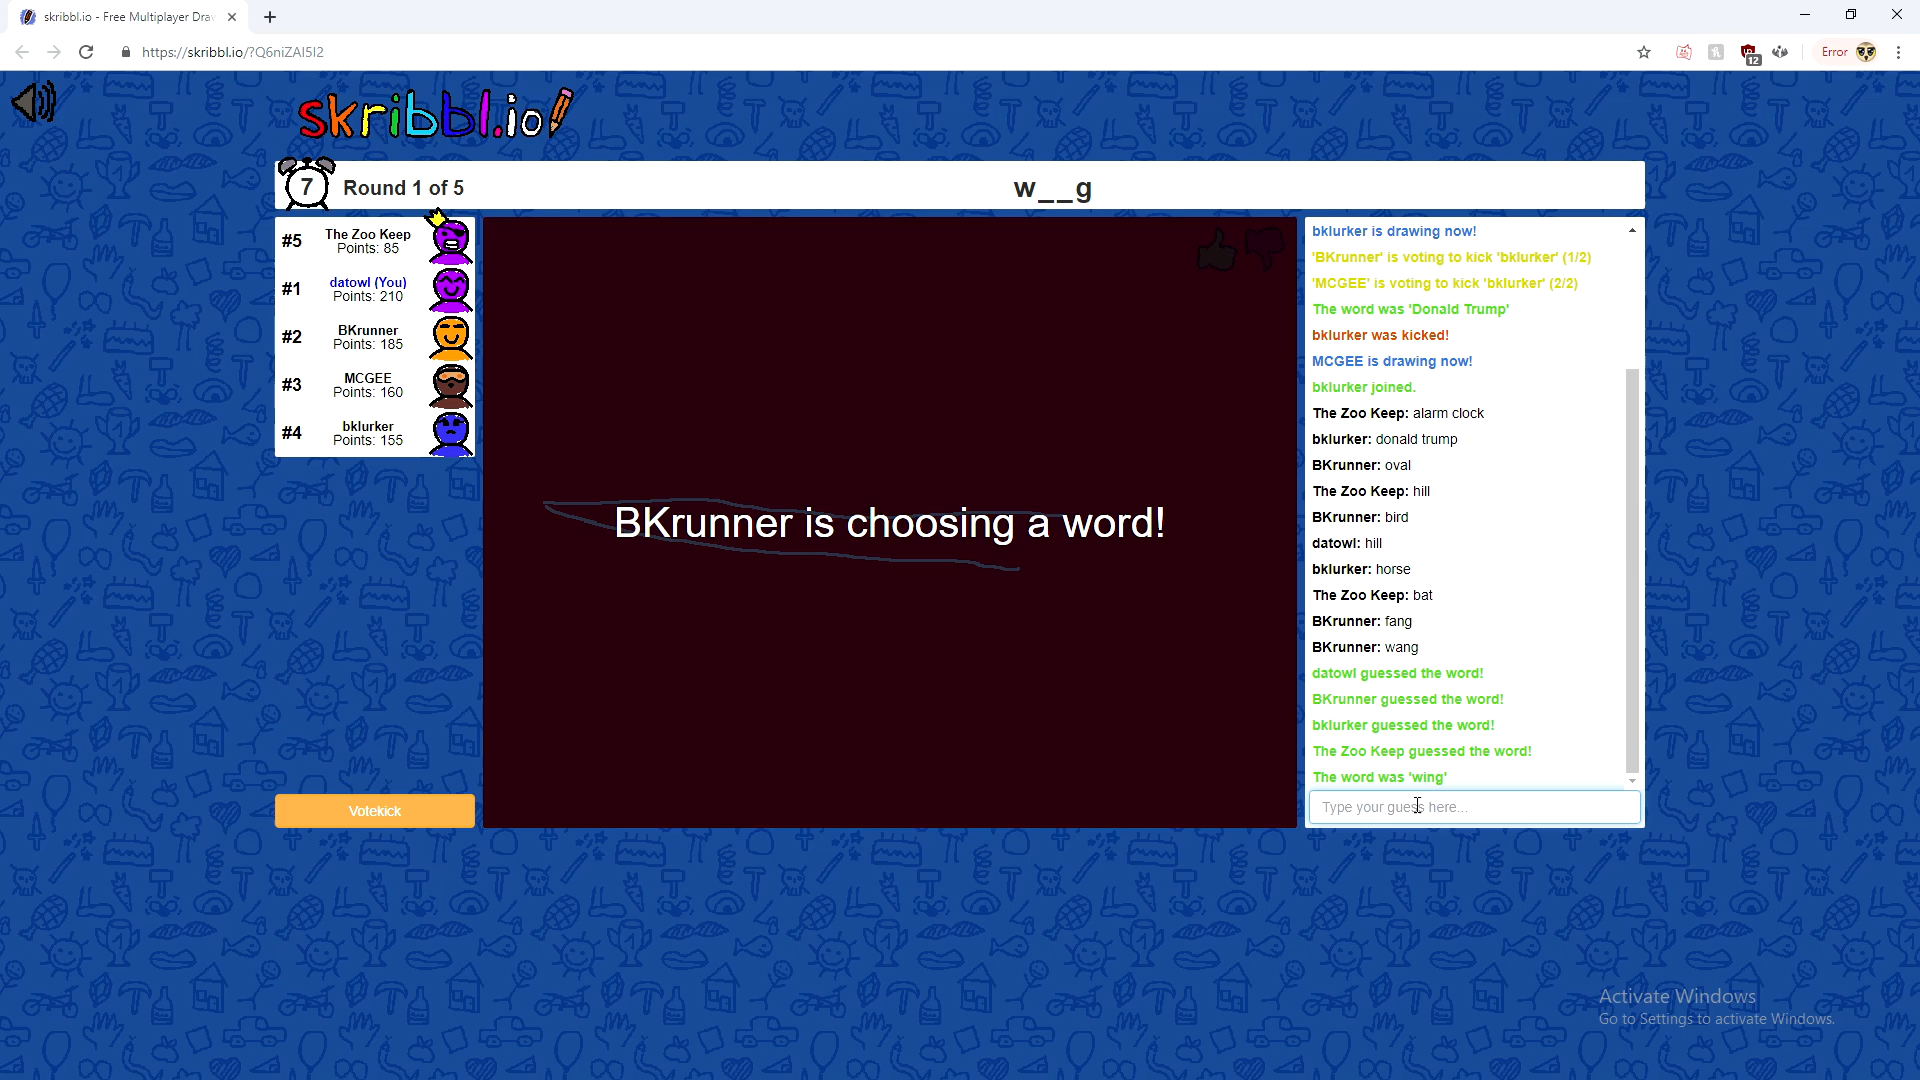 skribbl.io - Free Multiplayer Dra
https://skribbl.io/?Q6niZAI5I2
12
Error
skribbl.io
7
Round 1 of 5
w__g
#5
The Zoo Keep
Points: 85
#1
datowl (You)
Points: 210
#2
BKrunner
Points: 185
#3
MCGEE
Points: 160
#4
bklurker
Points: 155
Votekick
BKrunner is choosing a word!
bklurker is drawing now!
'BKrunner' is voting to kick 'bklurker' (1/2)
'MCGEE' is voting to kick 'bklurker' (2/2)
The word was 'Donald Trump'
bklurker was kicked!
MCGEE is drawing now!
bklurker joined.
The Zoo Keep: alarm clock
bklurker: donald trump
BKrunner: oval
The Zoo Keep: hill
BKrunner: bird
datowl: hill
bklurker: horse
The Zoo Keep: bat
BKrunner: fang
BKrunner: wang
datowl guessed the word!
BKrunner guessed the word!
bklurker guessed the word!
The Zoo Keep guessed the word!
The word was 'wing'
Type your guess here...
Activate Windows
Go to Settings to activate Windows.